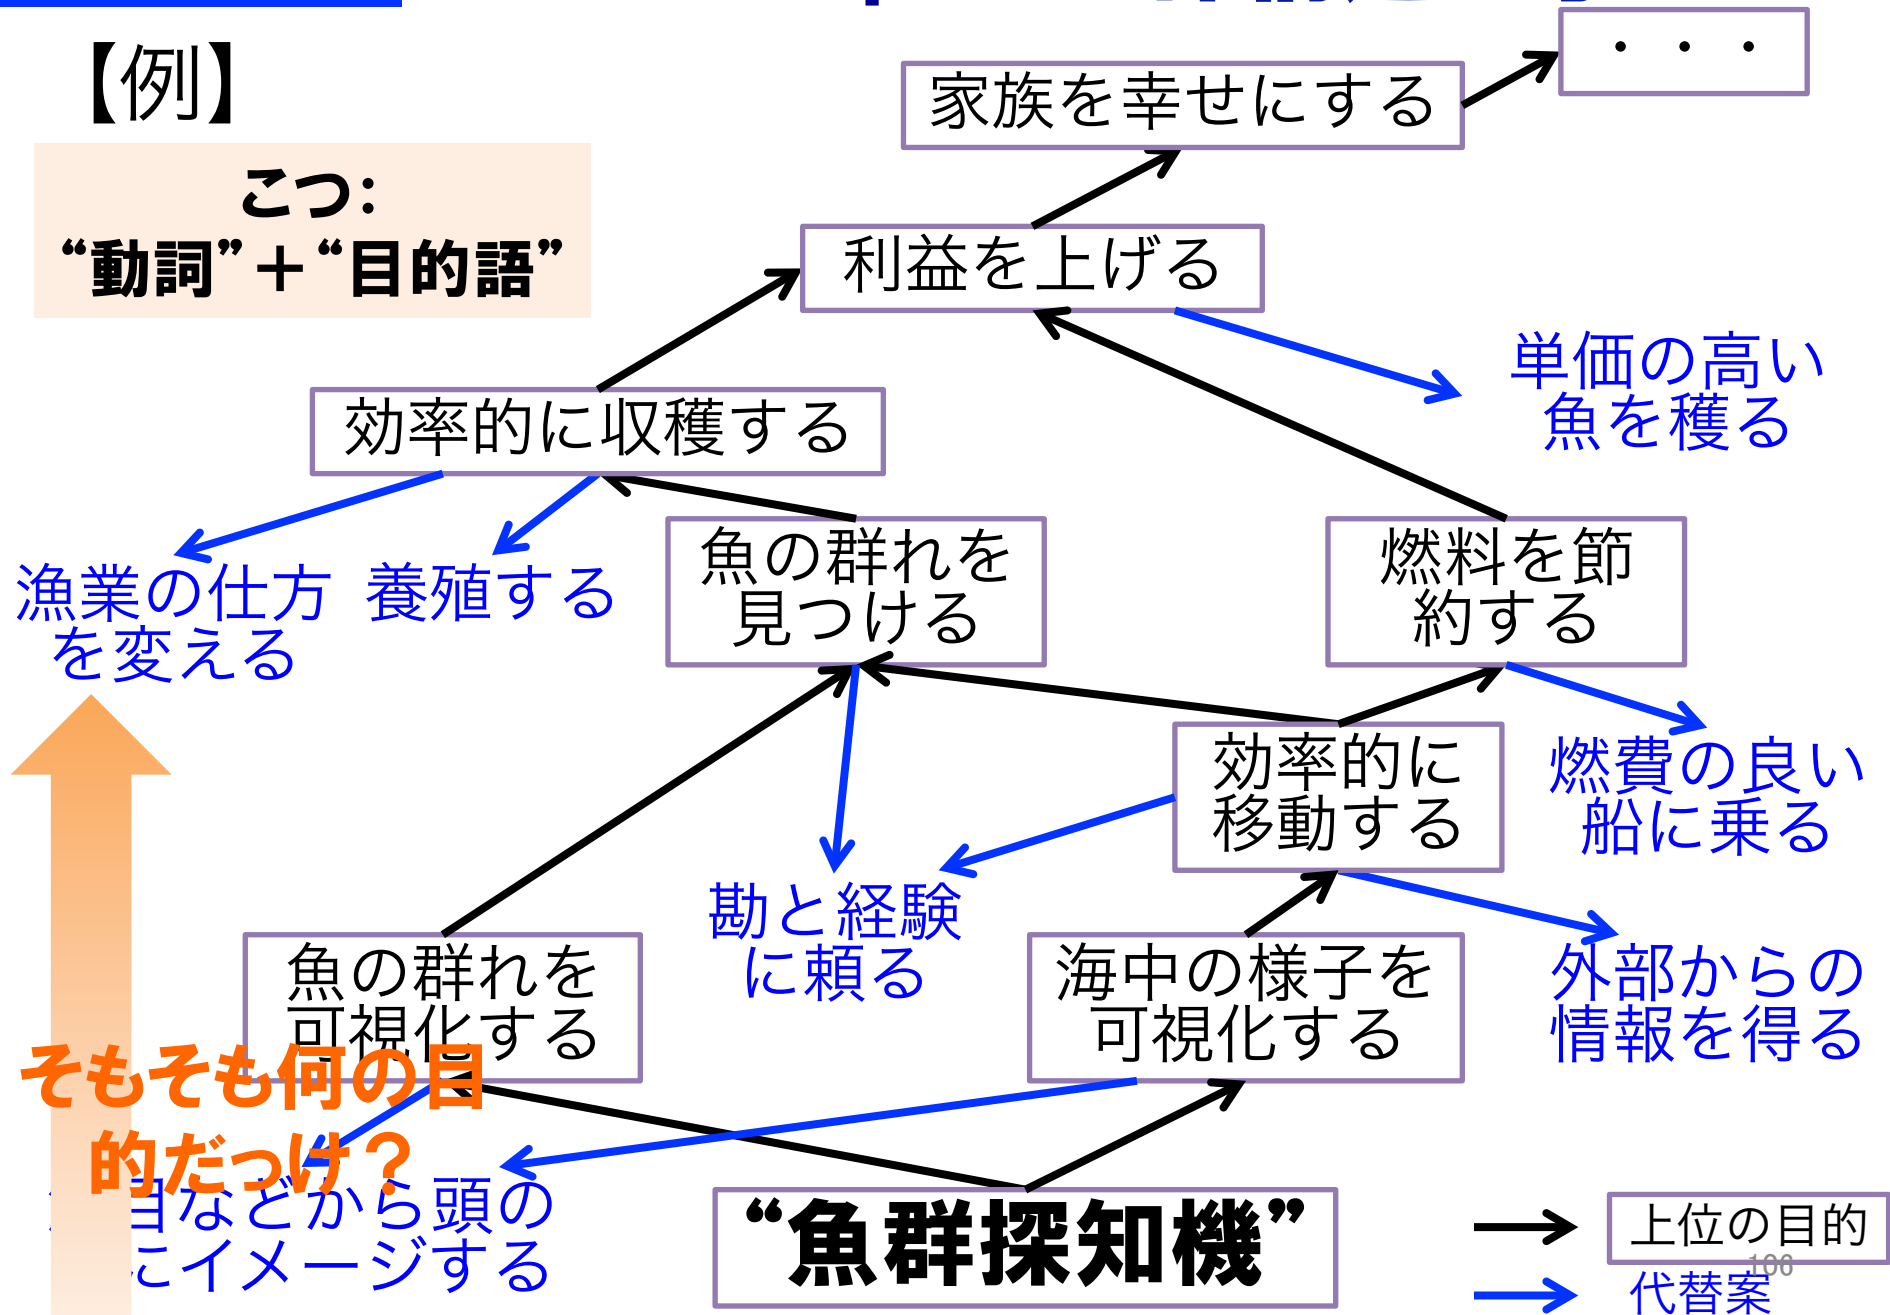 【例】
・・・
家族を幸せにする
こつ：
“動詞”＋“目的語”
利益を上げる
単価の高い
魚を穫る
効率的に収穫する
漁業の仕方
を変える
養殖する
魚の群れを
見つける
燃料を節
約する
効率的に
移動する
燃費の良い
船に乗る
勘と経験
に頼る
魚の群れを
可視化する
海中の様子を
可視化する
外部からの
情報を得る
そもそも何の目
的だっけ？
目などから頭の
にイメージする
“魚群探知機”
上位の目的
106
代替案